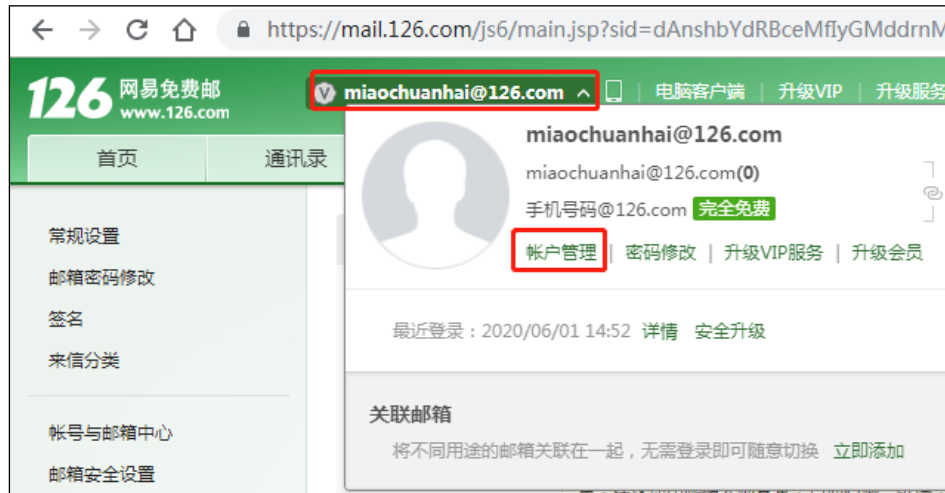 https://mail.126.com/js6/main.jsp?sid=dAnshbYdRBceMfIyGMddrnM
126 网易免费邮
www.126.com
V miaochuanhai@126.com
电脑客户端 | 升级VIP | 升级服务
首页
通讯录
miaochuanhai@126.com
miaochuanhai@126.com(0)
手机号码@126.com 完全免费
帐户管理 | 密码修改 | 升级VIP服务 | 升级会员
最近登录：2020/06/01 14:52 详情 安全升级
关联邮箱
将不同用途的邮箱关联在一起，无需登录即可随意切换 立即添加
常规设置
邮箱密码修改
签名
来信分类
帐号与邮箱中心
邮箱安全设置